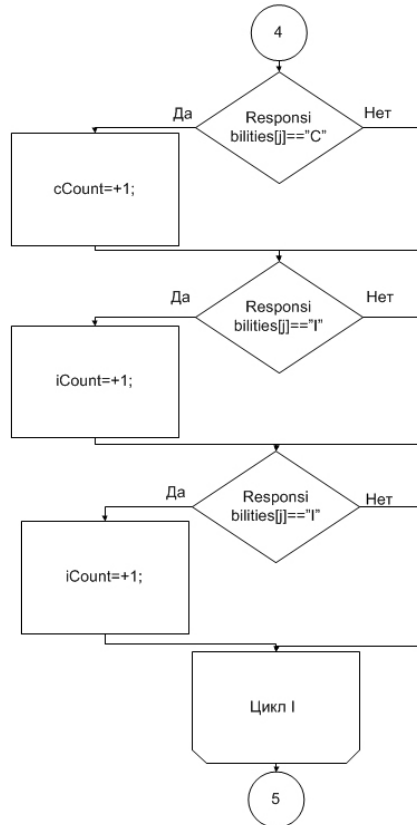 4
Да
Responsi
bilities[j]=="C"
Нет
cCount=+1;
Да
Responsi
bilities[j]=="I"
Нет
iCount=+1;
Да
Responsi
bilities[j]=="I"
Нет
iCount=+1;
Цикл I
5